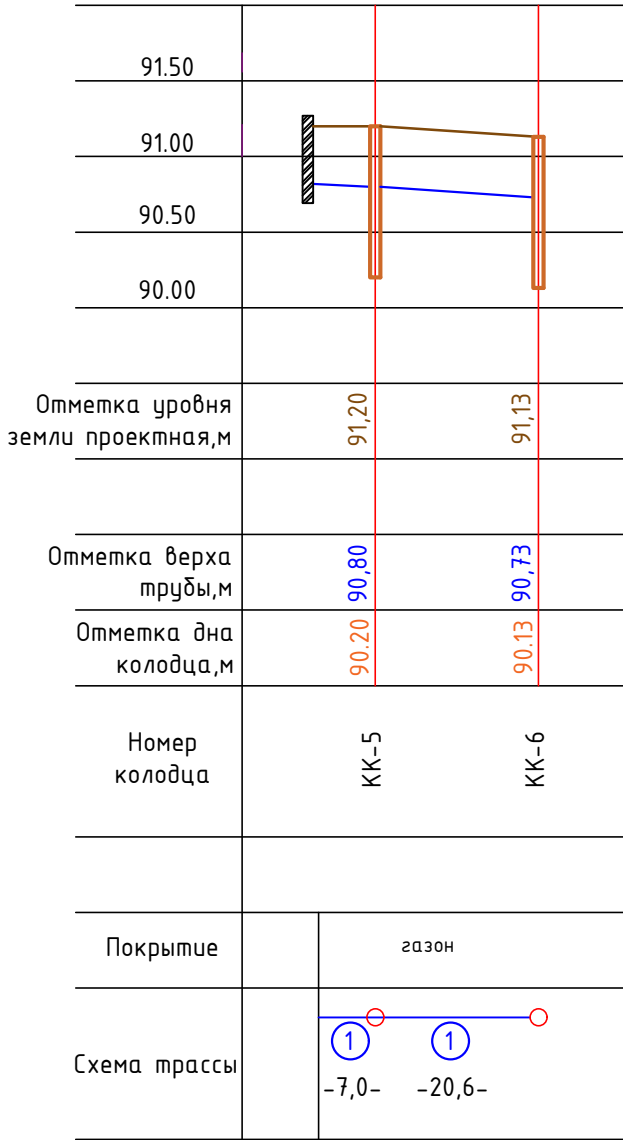 91.50
91.00
90.50
90.00
Отметка уровня
земли проектная,м
91,20
91,13
Отметка верха
трубы,м
90,80
90,73
Отметка дна
колодца,м
90.20
90.13
Номер
колодца
КК-5
КК-6
Покрытие
газон
Схема трассы
1
1
-7,0-
-20,6-